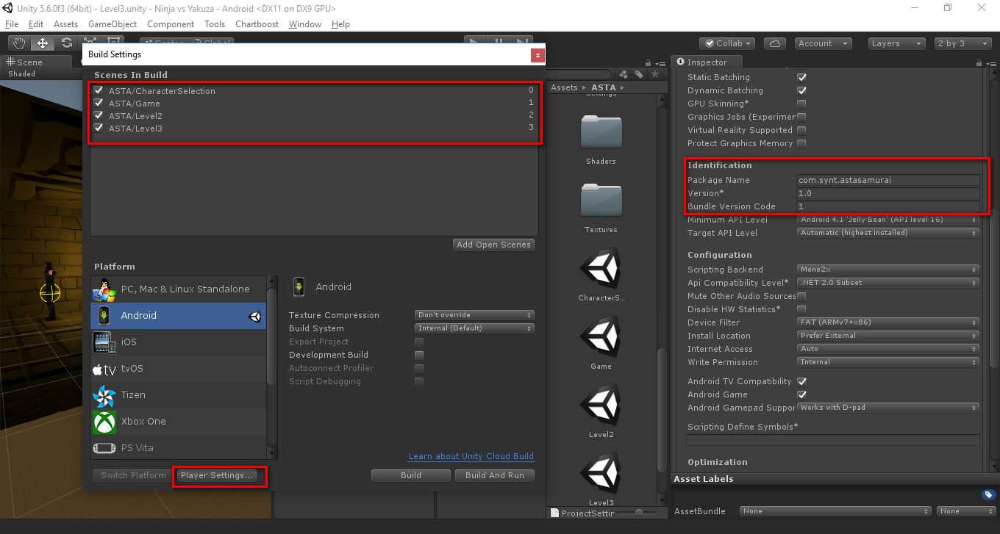 Unity 5.6.0f3 (64bit) - Level3.unity - Ninja vs Yakuza - Android <DX11 on DX9 GPU>
File Edit Assets GameObject Component Tools Chartboost Window Help
Center Global
Collab Account Layers 2 by 3
Scene
Shaded
Build Settings
x
Scenes In Build
ASTA/CharacterSelection 0
ASTA/Game 1
ASTA/Level2 2
ASTA/Level3 3
Add Open Scenes
Platform
PC, Mac & Linux Standalone
Android
iOS
tv tvOS
Tizen
Xbox One
PS Vita
Android
Texture Compression Don't override
Build System Internal (Default)
Export Project
Development Build
Autoconnect Profiler
Script Debugging
Learn about Unity Cloud Build
Switch Platform Player Settings... Build Build And Run
Assets ▸ ASTA ▸
Settings
Shaders
Textures
CharacterS...
Game
Level2
Level3
ProjectSettir
Inspector
Static Batching
Dynamic Batching
GPU Skinning*
Graphics Jobs (Experimer
Virtual Reality Supported
Protect Graphics Memory
Identification
Package Name com.synt.astasamurai
Version* 1.0
Bundle Version Code 1
Minimum API Level Android 4.1 'Jelly Bean' (API level 16)
Target API Level Automatic (highest installed)
Configuration
Scripting Backend Mono2x
Api Compatibility Level* .NET 2.0 Subset
Mute Other Audio Sources
Disable HW Statistics*
Device Filter FAT (ARMv7+x86)
Install Location Prefer External
Internet Access Auto
Write Permission Internal
Android TV Compatibility
Android Game
Android Gamepad Suppor Works with D-pad
Scripting Define Symbols*
Optimization
Asset Labels
AssetBundle None None